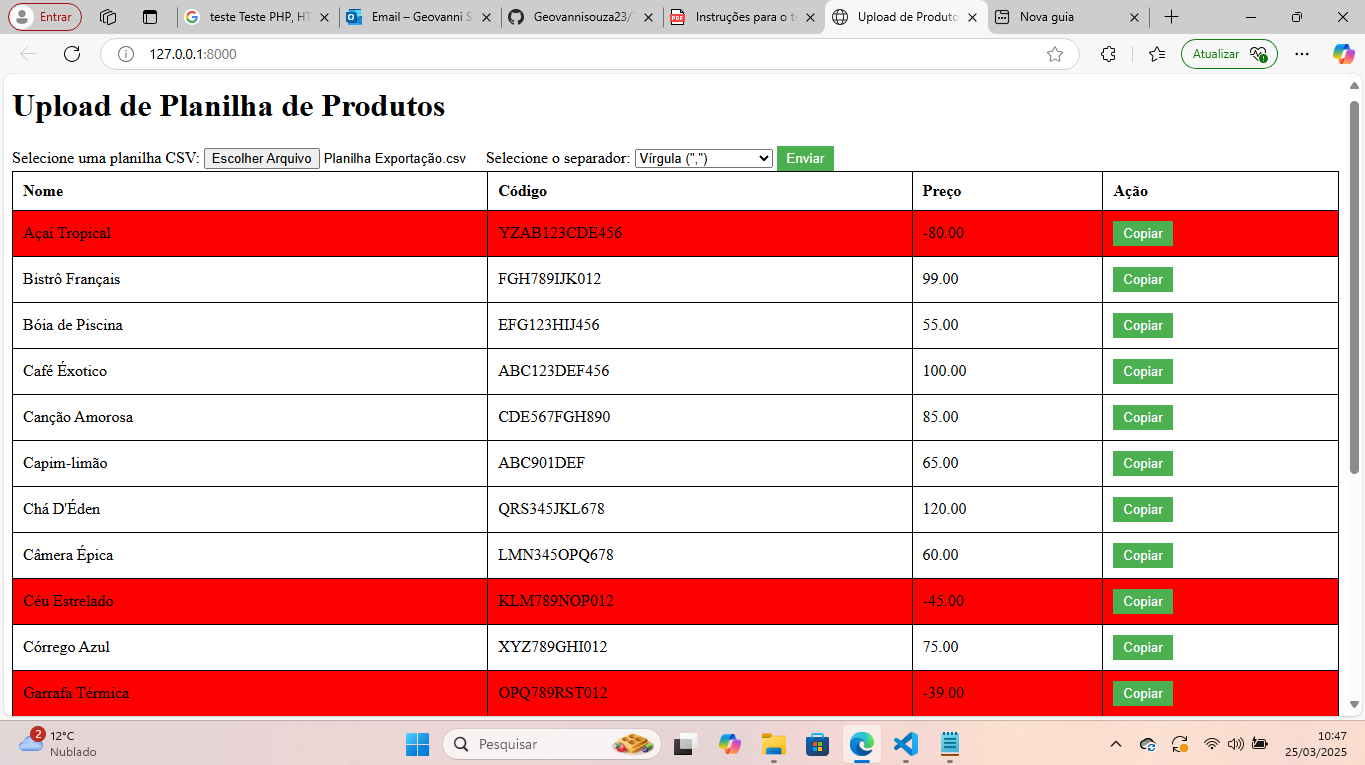 Entrar
teste Teste PHP, HT
Email – Geovanni S
Geovannisouza23/
Instruções para o t
Upload de Produto
Nova guia
127.0.0.1:8000
Atualizar
Upload de Planilha de Produtos
Selecione uma planilha CSV: Escolher Arquivo Planilha Exportação.csv Selecione o separador: Vírgula (",") Enviar
Nome Código Preço Ação
Açaí Tropical YZAB123CDE456 -80.00 Copiar
Bistrô Français FGH789IJK012 99.00 Copiar
Bóia de Piscina EFG123HIJ456 55.00 Copiar
Café Éxotico ABC123DEF456 100.00 Copiar
Canção Amorosa CDE567FGH890 85.00 Copiar
Capim-limão ABC901DEF 65.00 Copiar
Chá D'Éden QRS345JKL678 120.00 Copiar
Câmera Épica LMN345OPQ678 60.00 Copiar
Céu Estrelado KLM789NOP012 -45.00 Copiar
Córrego Azul XYZ789GHI012 75.00 Copiar
Garrafa Térmica OPQ789RST012 -39.00 Copiar
2
12°C
Nublado
Pesquisar
10:47
25/03/2025